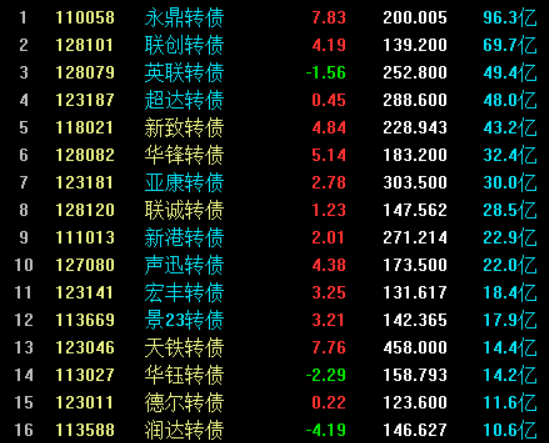 1 110058 永鼎转债 7.83 200.005 96.3亿
2 128101 联创转债 4.19 139.200 69.7亿
3 128079 英联转债 -1.56 252.800 49.4亿
4 123187 超达转债 0.45 288.600 48.0亿
5 118021 新致转债 4.84 228.943 43.2亿
6 128082 华锋转债 5.14 183.200 32.4亿
7 123181 亚康转债 2.78 303.500 30.0亿
8 128120 联诚转债 1.23 147.562 28.5亿
9 111013 新港转债 2.01 271.214 22.9亿
10 127080 声迅转债 4.38 173.500 22.0亿
11 123141 宏丰转债 3.25 131.617 18.4亿
12 113669 景23转债 3.21 142.365 17.9亿
13 123046 天铁转债 7.76 458.000 14.4亿
14 113027 华钰转债 -2.29 158.793 14.2亿
15 123011 德尔转债 0.22 123.600 11.6亿
16 113588 润达转债 -4.19 146.627 10.6亿